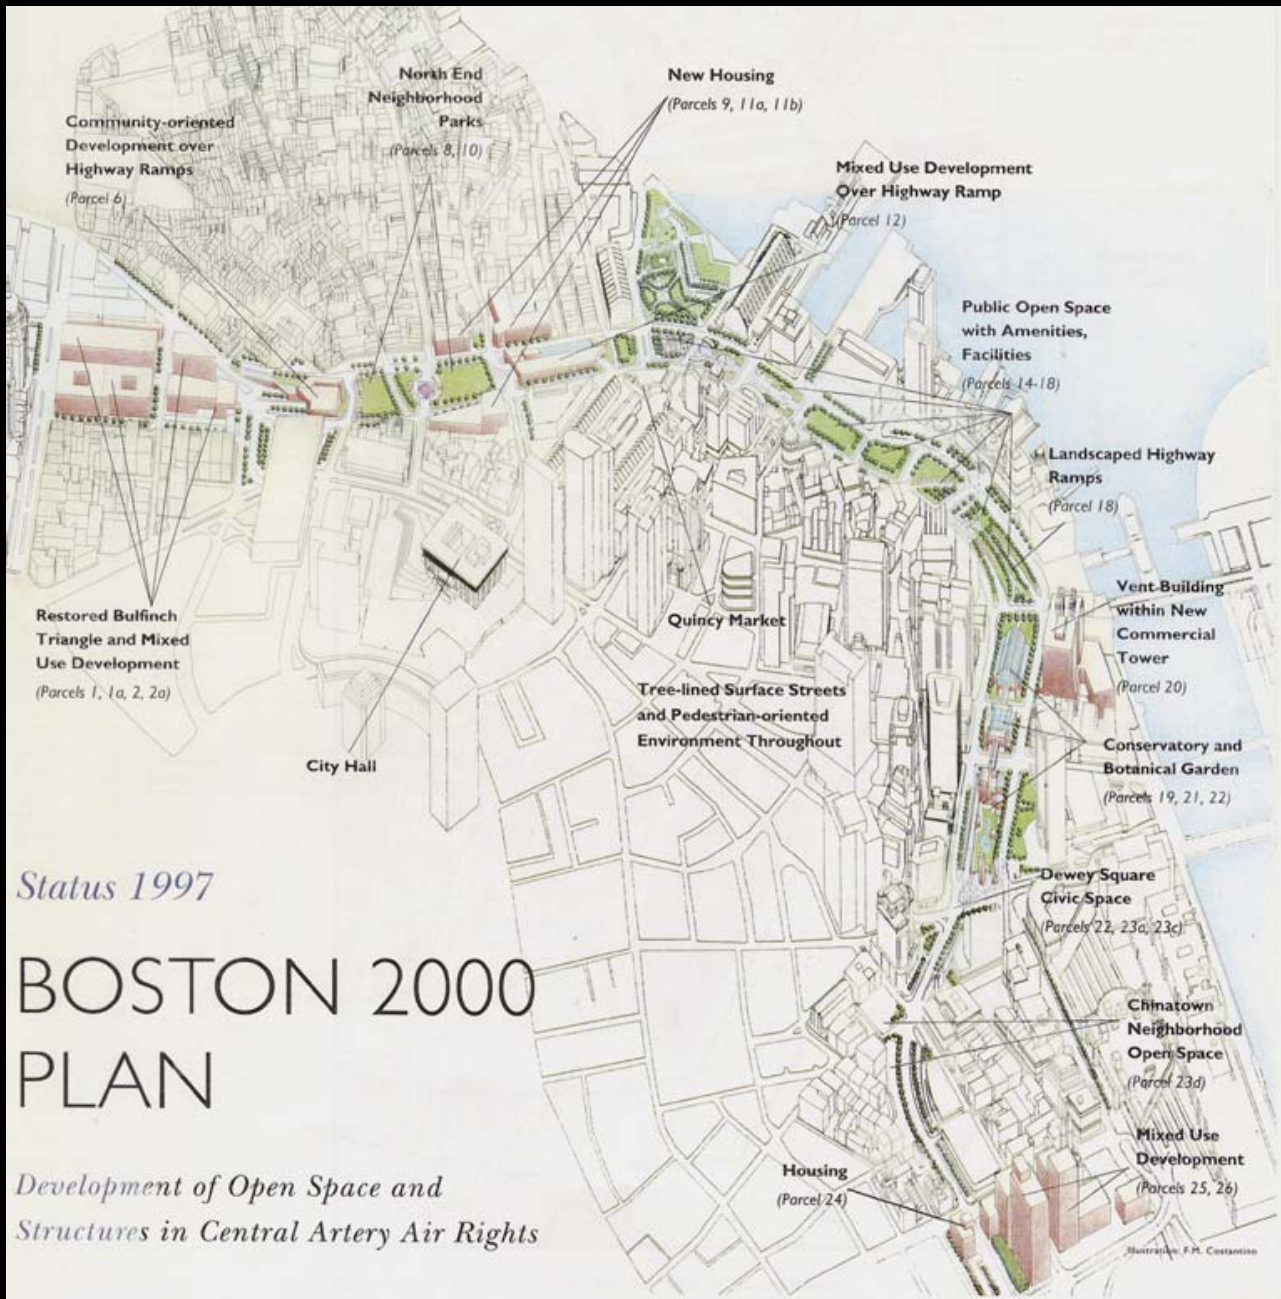 North End
Neighborhood
Parks
(Parcels 8, 10)
New Housing
(Parcels 9, 11a, 11b)
Community-oriented
Development over
Highway Ramps
(Parcel 6)
Mixed Use Development
Over Highway Ramp
(Parcel 12)
Public Open Space
with Amenities,
Facilities
(Parcels 14-18)
Landscaped Highway
Ramps
(Parcel 18)
Restored Bulfinch
Triangle and Mixed
Use Development
(Parcels 1, 1a, 2, 2a)
Quincy Market
Vent Building
within New
Commercial
Tower
(Parcel 20)
Tree-lined Surface Streets
and Pedestrian-oriented
Environment Throughout
City Hall
Conservatory and
Botanical Garden
(Parcels 19, 21, 22)
Dewey Square
Civic Space
(Parcels 22, 23a, 23c)
Status 1997
BOSTON 2000
PLAN
Development of Open Space and
Structures in Central Artery Air Rights
Chinatown
Neighborhood
Open Space
(Parcel 23d)
Mixed Use
Development
(Parcels 25, 26)
Housing
(Parcel 24)
Illustration: F.M. Costantino